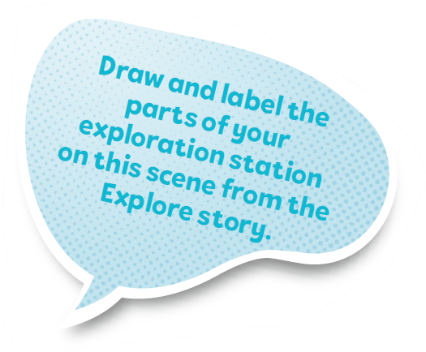 Draw and label the
parts of your
exploration station
on this scene from the
Explore story.